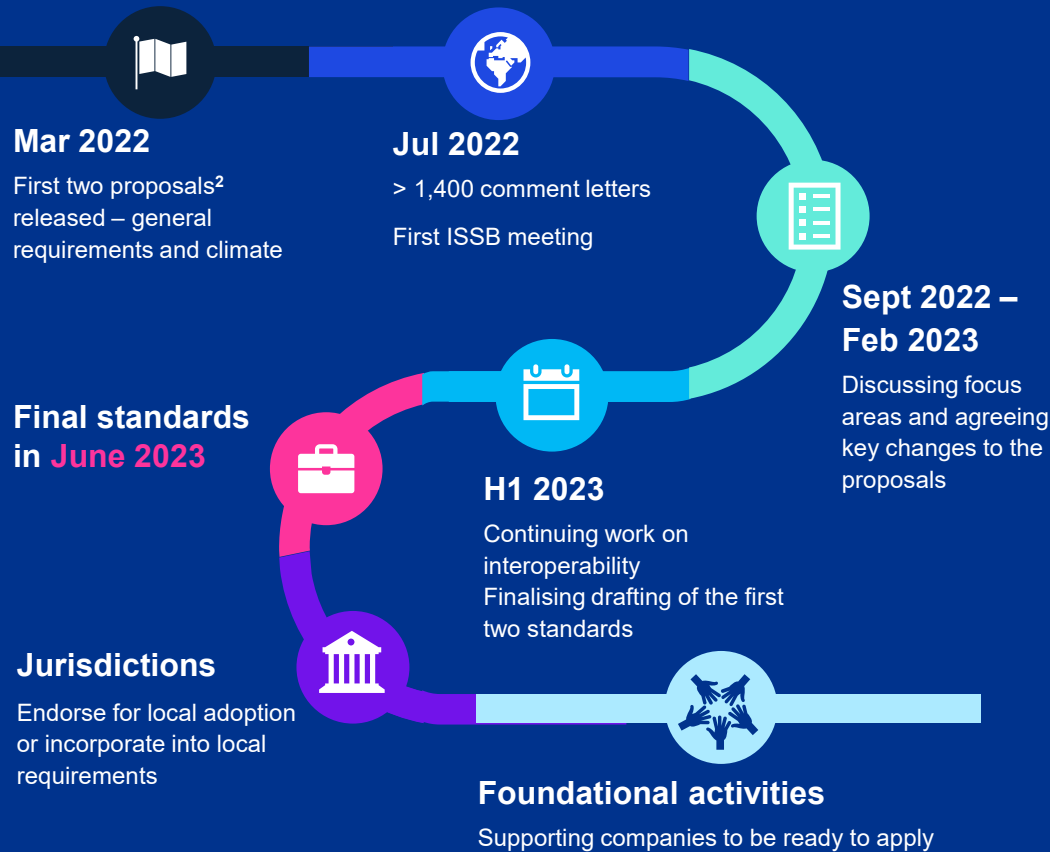 Mar 2022
First two proposals²
released – general
requirements and climate
Jul 2022
> 1,400 comment letters
First ISSB meeting
Sept 2022 –
Feb 2023
Discussing focus
areas and agreeing
key changes to the
proposals
H1 2023
Continuing work on
interoperability
Finalising drafting of the first
two standards
Final standards
in June 2023
Jurisdictions
Endorse for local adoption
or incorporate into local
requirements
Foundational activities
Supporting companies to be ready to apply